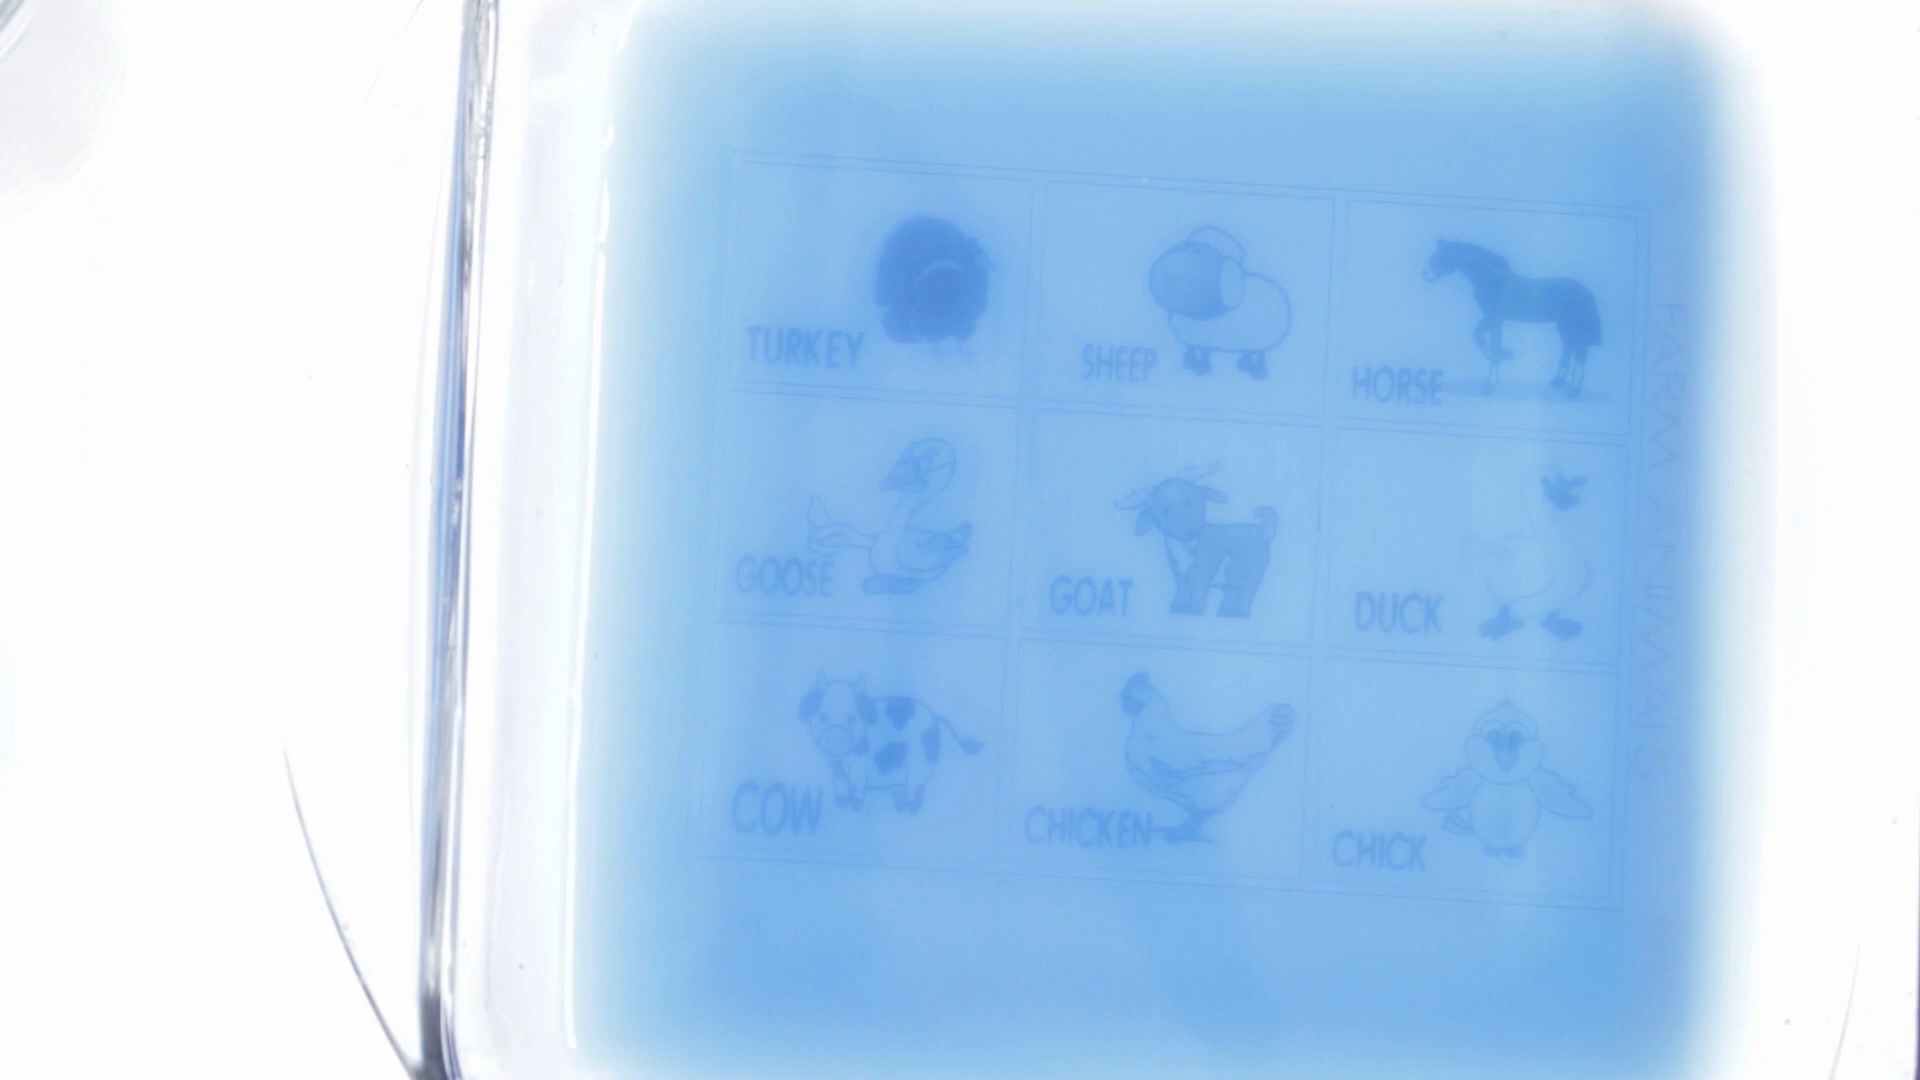 TURKEY
SHEEP
HORSE
GOOSE
GOAT
DUCK
COW
CHICKEN
CHICK
FARM ANIMALS